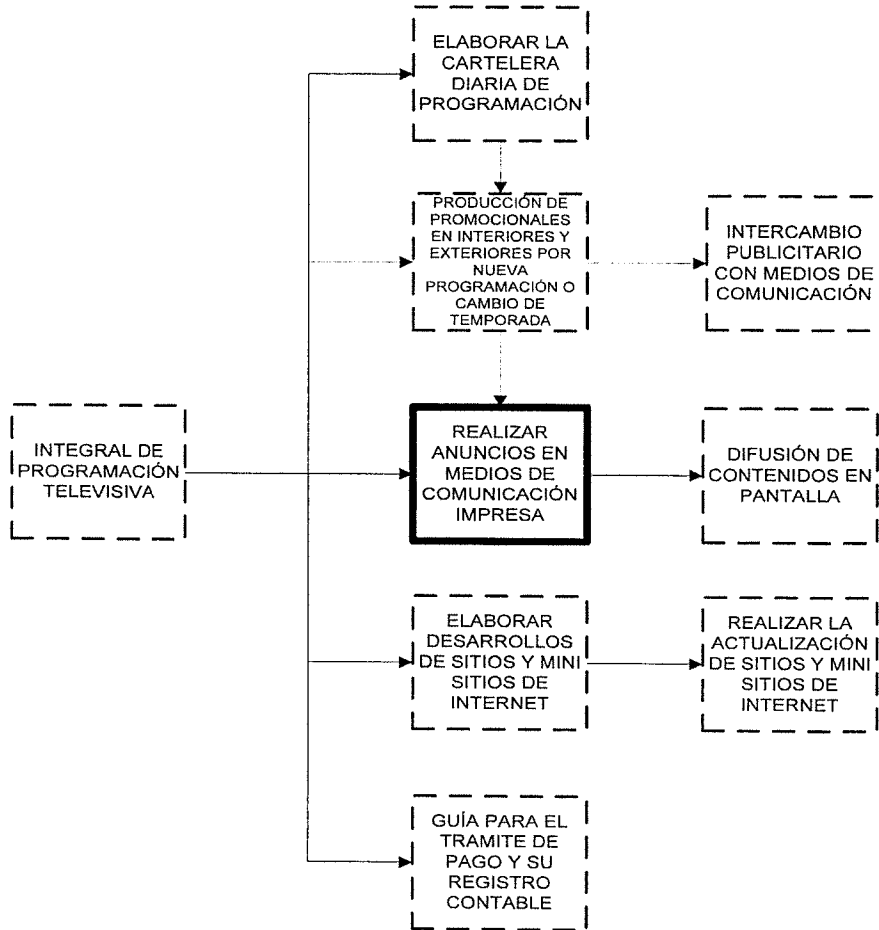 ELABORAR LA
CARTELERA
DIARIA DE
PROGRAMACIÓN
PRODUCCIÓN DE
PROMOCIONALES
EN INTERIORES Y
EXTERIORES POR
NUEVA
PROGRAMACIÓN O
CAMBIO DE
TEMPORADA
INTERCAMBIO
PUBLICITARIO
CON MEDIOS DE
COMUNICACIÓN
INTEGRAL DE
PROGRAMACIÓN
TELEVISIVA
REALIZAR
ANUNCIOS EN
MEDIOS DE
COMUNICACIÓN
IMPRESA
DIFUSIÓN DE
CONTENIDOS EN
PANTALLA
ELABORAR
DESARROLLOS
DE SITIOS Y MINI
SITIOS DE
INTERNET
REALIZAR LA
ACTUALIZACIÓN
DE SITIOS Y MINI
SITIOS DE
INTERNET
GUÍA PARA EL
TRAMITE DE
PAGO Y SU
REGISTRO
CONTABLE